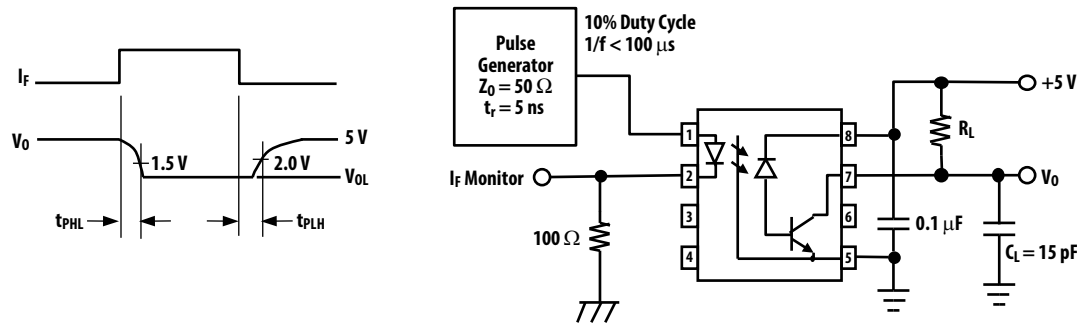 I_F
V_O
1.5 V
2.0 V
5 V
V_OL
t_PHL
t_PLH
Pulse
Generator
Z_O = 50 Ω
t_r = 5 ns
10% Duty Cycle
1/f < 100 μs
I_F Monitor
100 Ω
1
2
3
4
8
7
6
5
+5 V
R_L
V_O
0.1 μF
C_L = 15 pF